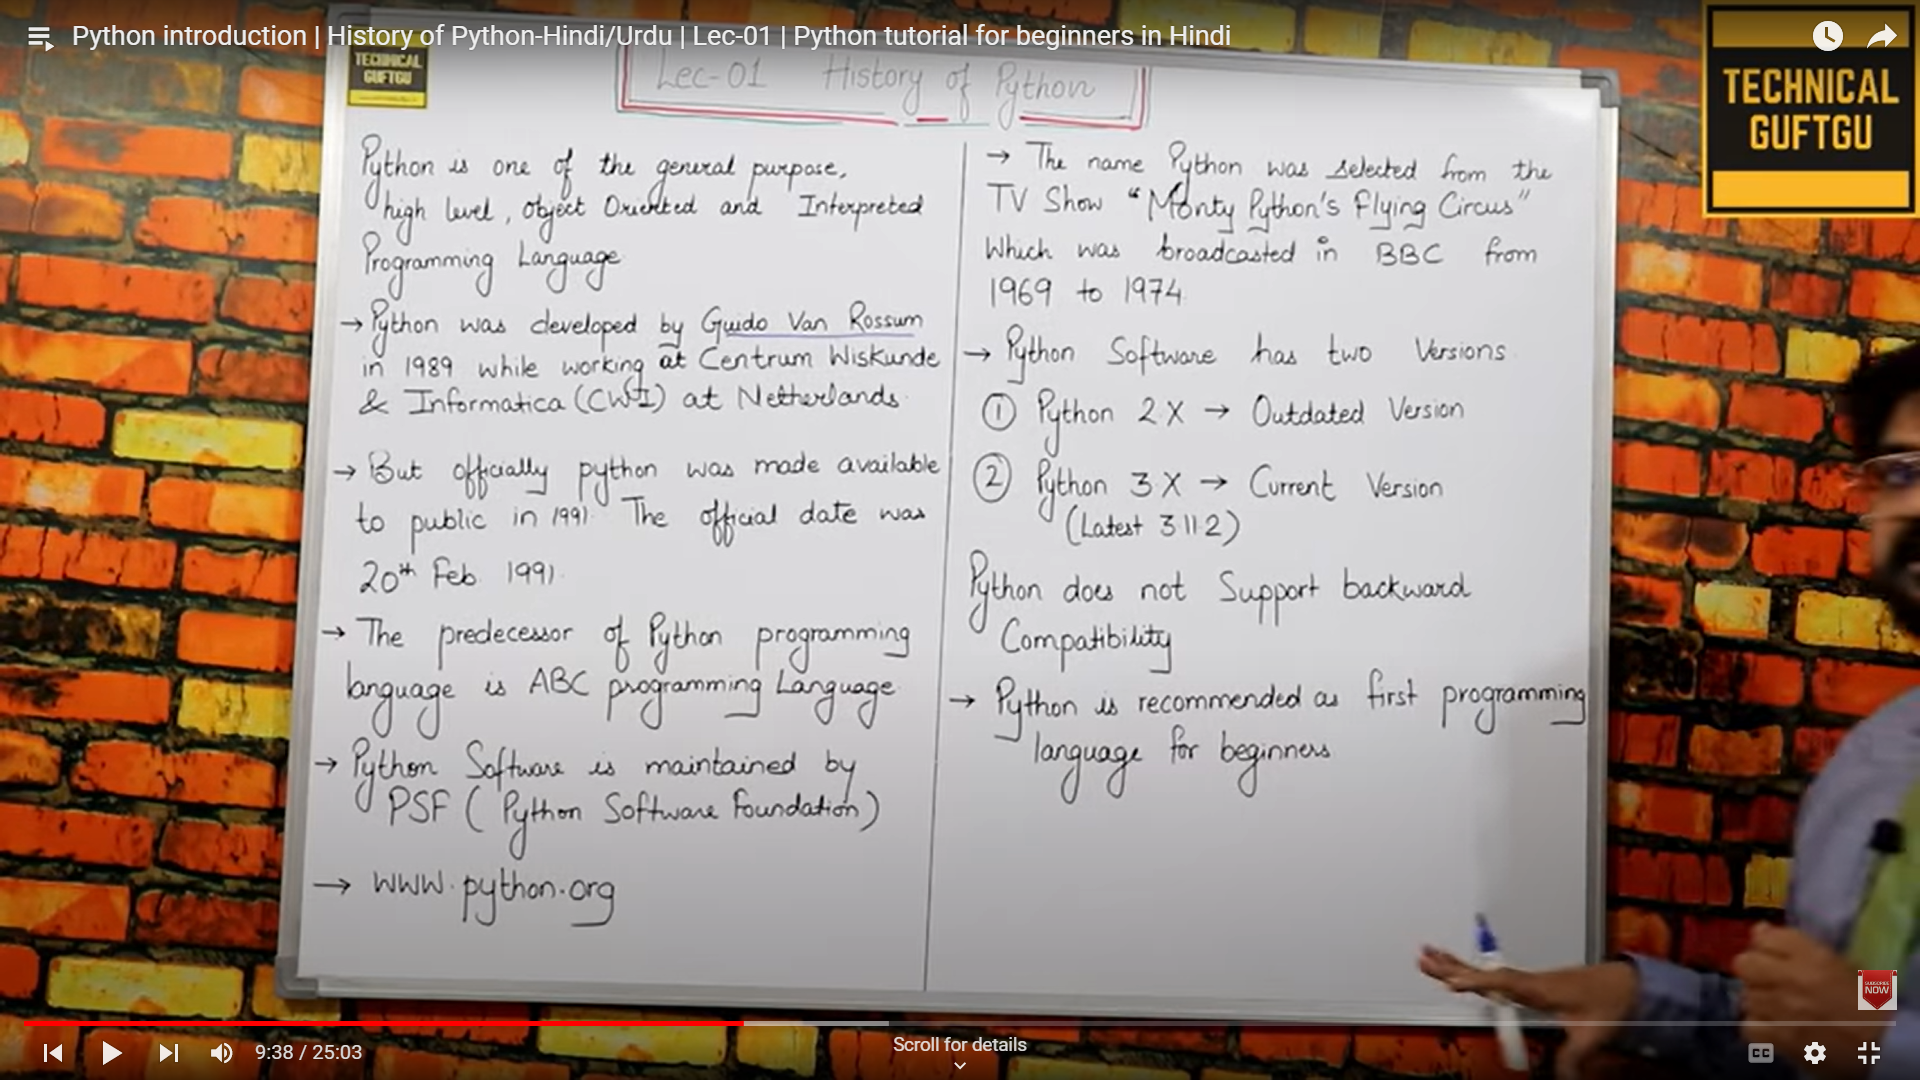 Python introduction | History of Python-Hindi/Urdu | Lec-01 | Python tutorial for beginners in Hindi
TECHNICAL
GUFTGU
TECHNICAL
GUFTGU
Lec-01 History of Python
Python is one of the general purpose,
high level, object Oriented and Interpreted
Programming Language
→ Python was developed by Guido Van Rossum
in 1989 while working at Centrum Wiskunde
& Informatica (CWI) at Netherlands.
→ But officially python was made available
to public in 1991. The official date was
20th Feb 1991.
→ The predecessor of Python programming
language is ABC programming Language.
→ Python Software is maintained by
PSF ( Python Software Foundation)
→ www.python.org
→ The name Python was selected from the
TV Show "Monty Python's Flying Circus"
Which was broadcasted in BBC from
1969 to 1974.
→ Python Software has two Versions
① Python 2.X → Outdated Version
② Python 3.X → Current Version
(Latest 3.11.2)
Python does not Support backward
Compatibility
→ Python is recommended as first programming
language for beginners
SUBSCRIBE
NOW
9:38 / 25:03
Scroll for details
CC